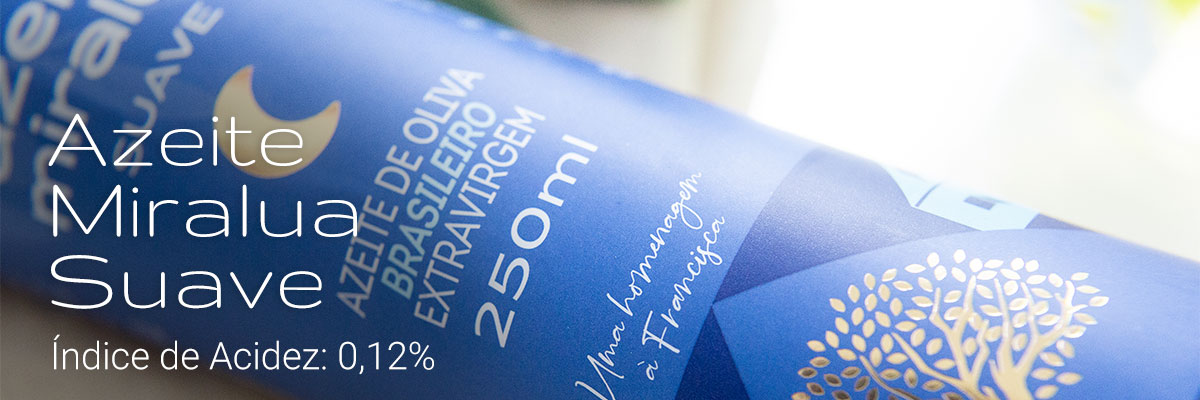 Azeite
Miralua
Suave
Índice de Acidez: 0,12%
SUAVE
AZEITE DE OLIVA
BRASILEIRO
EXTRAVIRGEM
250ml
Uma homenagem
à Francisca